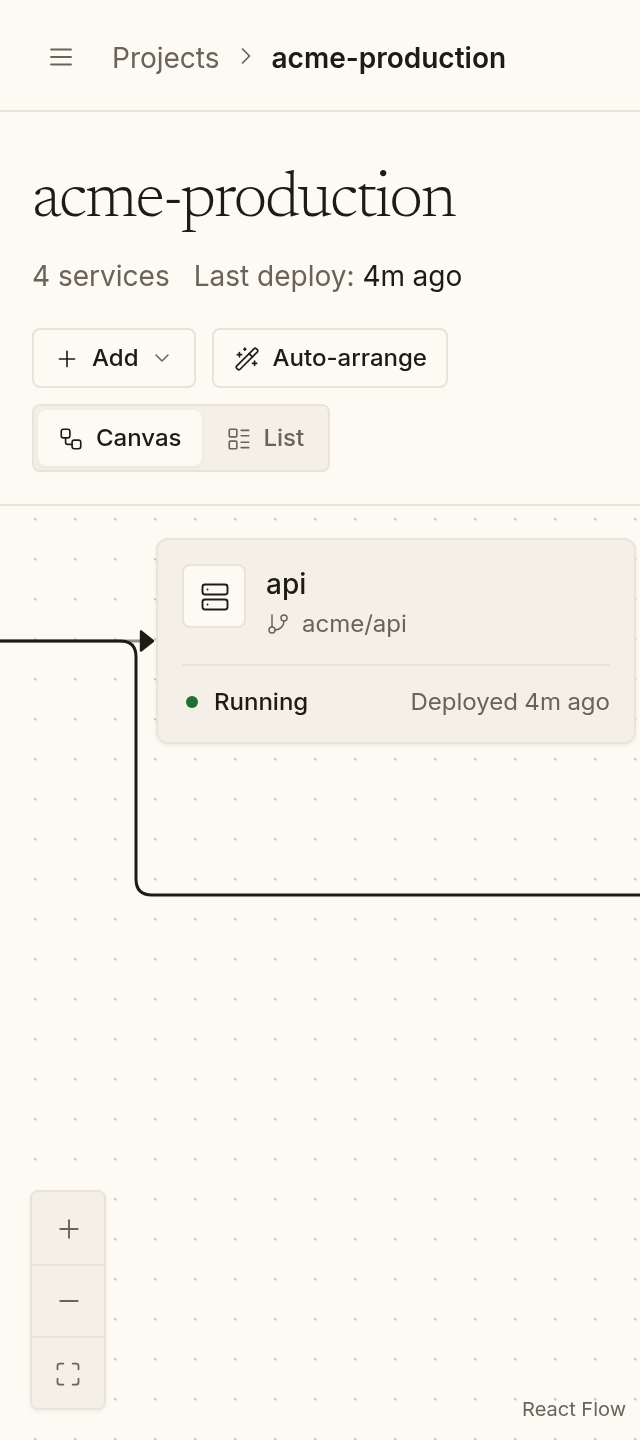 Projects > acme-production
acme-production
4 services Last deploy: 4m ago
Add Auto-arrange
Canvas List
api
acme/api
Running Deployed 4m ago
React Flow